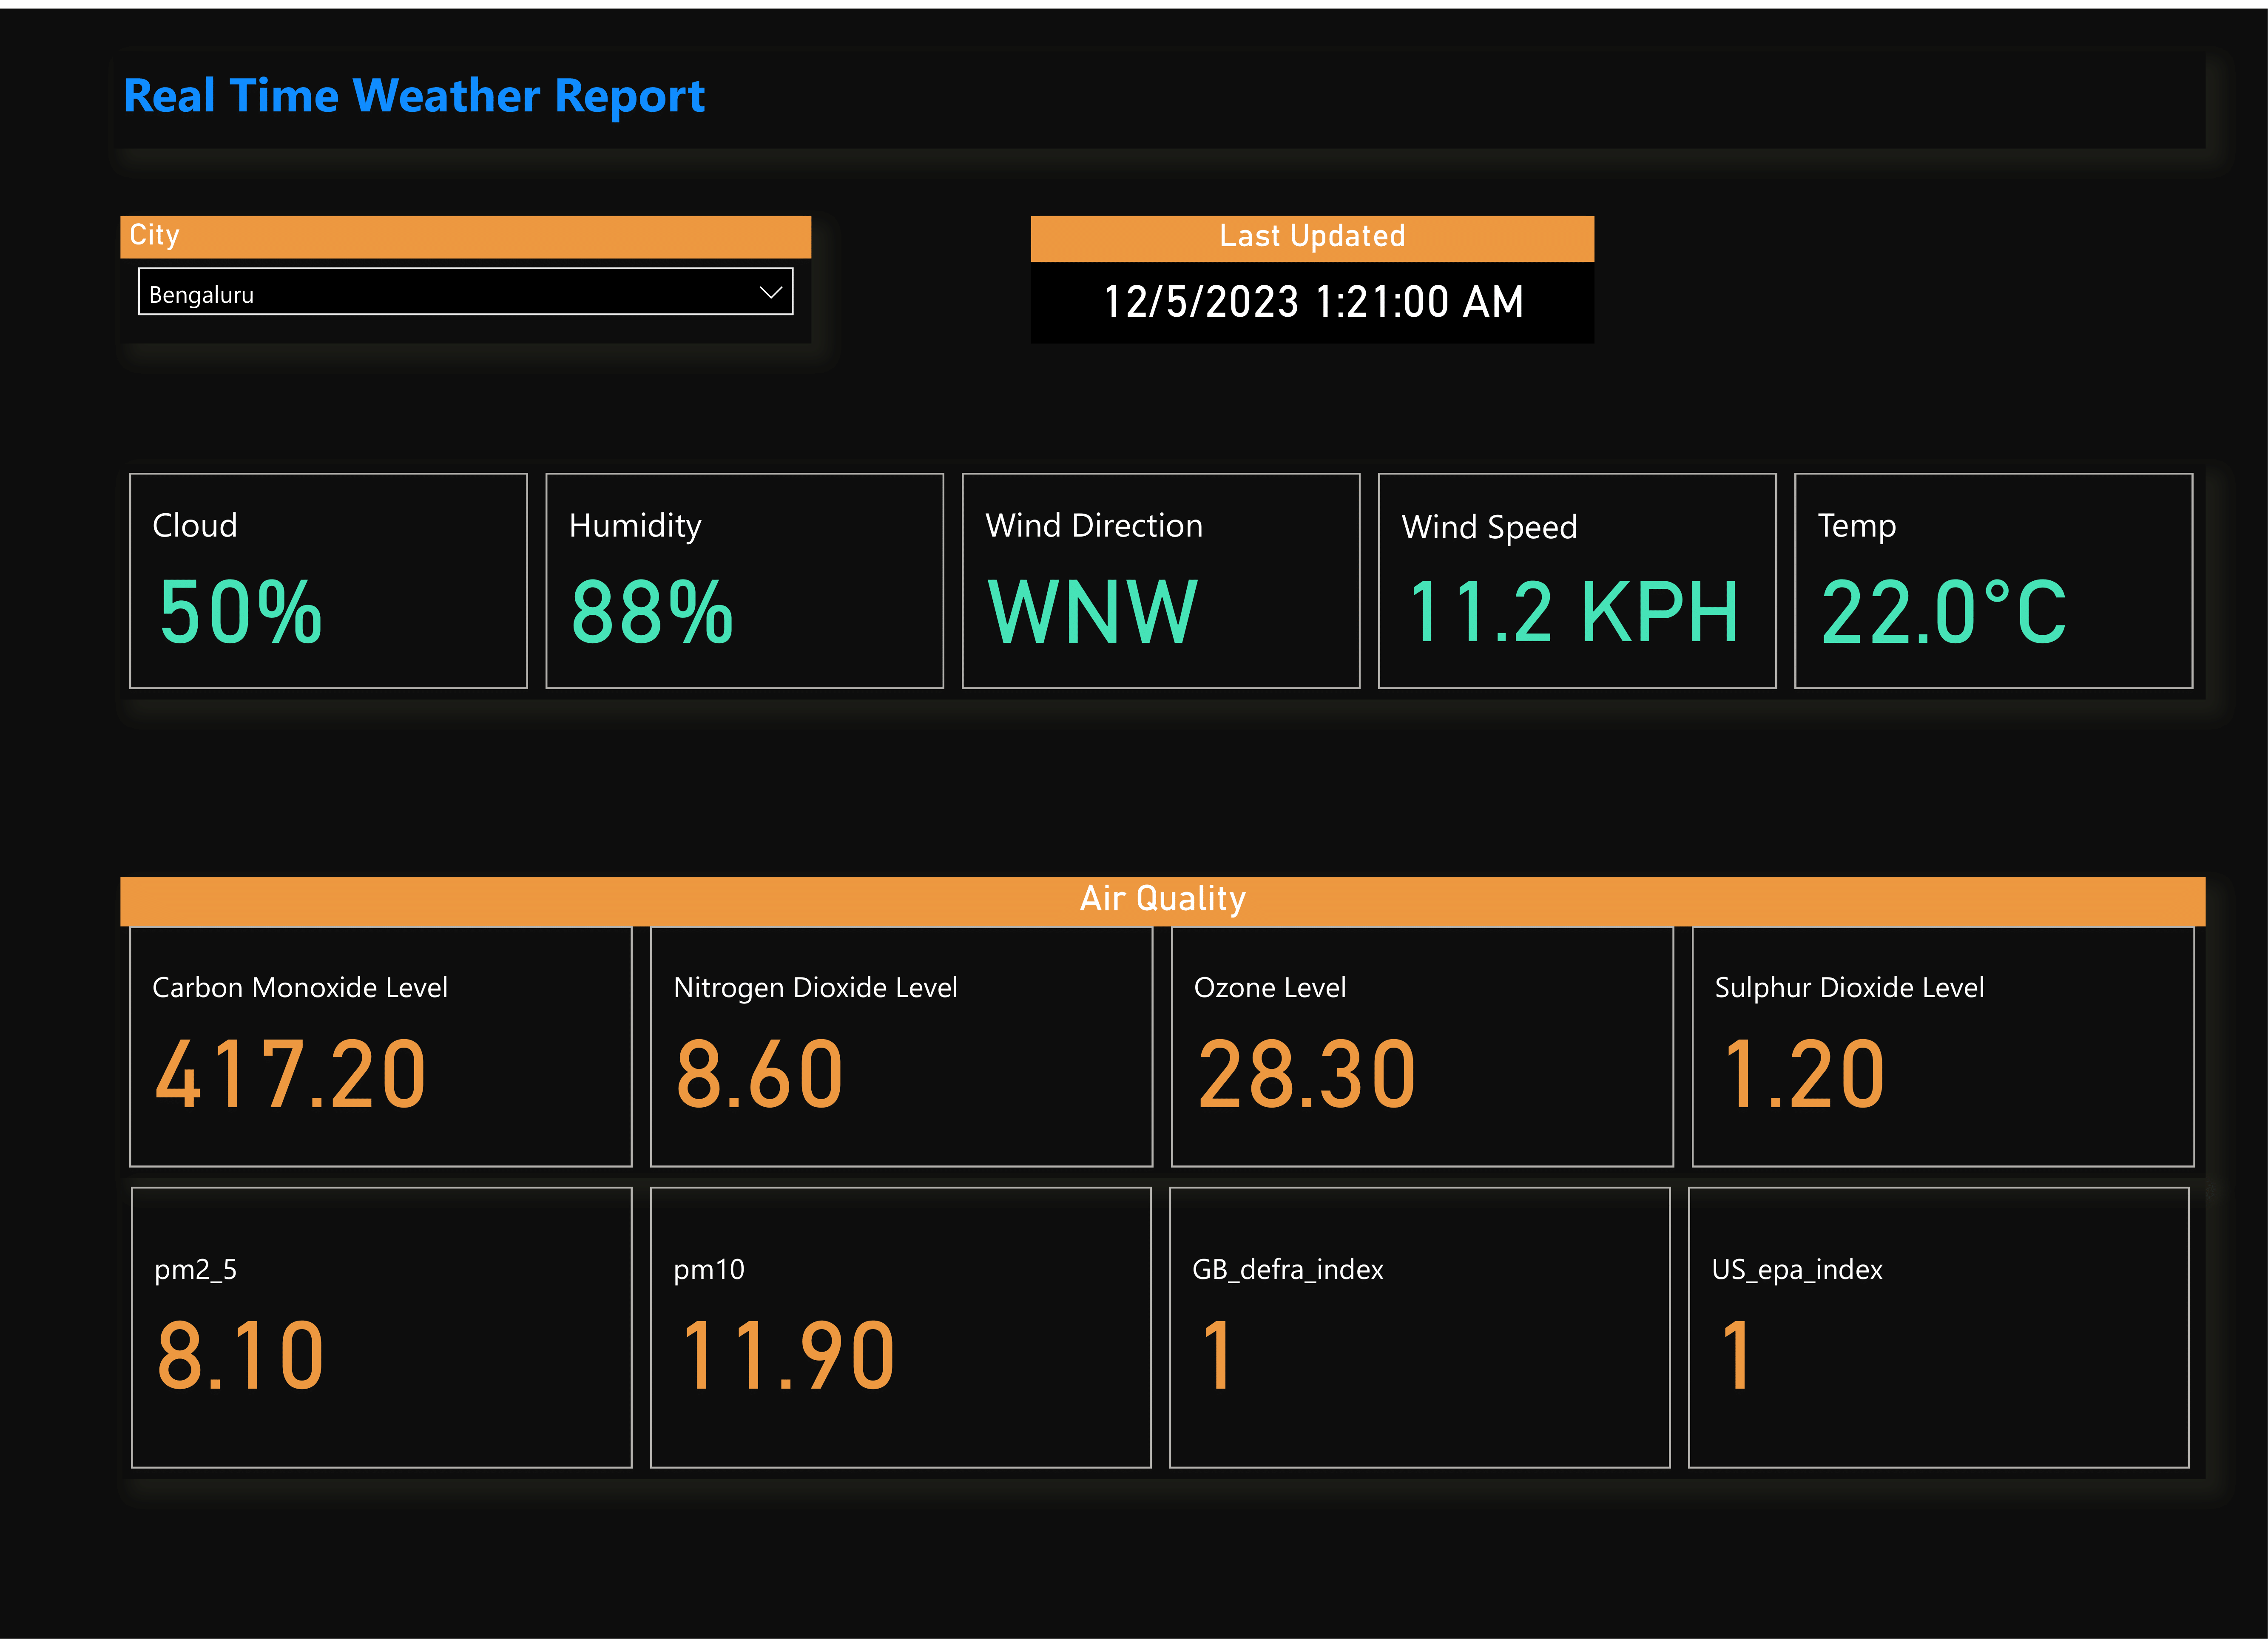 Real Time Weather Report
City
Bengaluru
Last Updated
12/5/2023 1:21:00 AM
Cloud
50%
Humidity
88%
Wind Direction
WNW
Wind Speed
11.2 KPH
Temp
22.0°C
Air Quality
Carbon Monoxide Level
417.20
Nitrogen Dioxide Level
8.60
Ozone Level
28.30
Sulphur Dioxide Level
1.20
pm2_5
8.10
pm10
11.90
GB_defra_index
1
US_epa_index
1